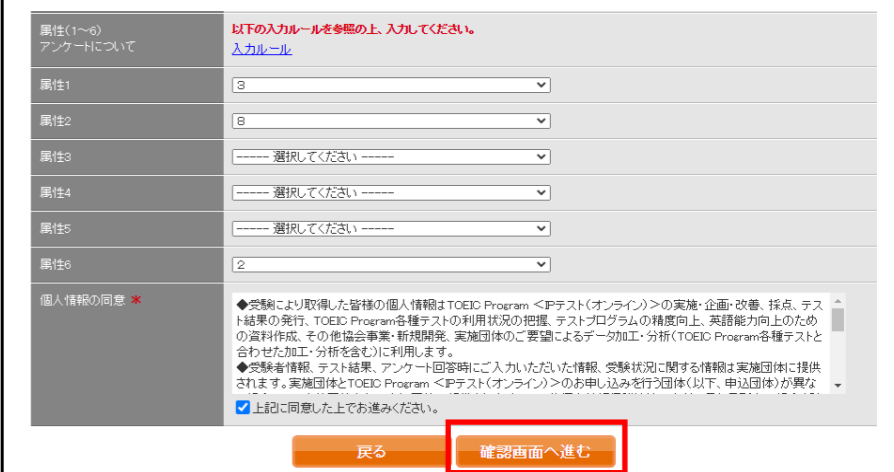 属性(1～6)
アンケートについて
以下の入力ルールを参照の上、入力してください。
入力ルール
属性1
3
属性2
8
属性3
----- 選択してください -----
属性4
----- 選択してください -----
属性5
----- 選択してください -----
属性6
2
個人情報の同意 *
◆受験により取得した皆様の個人情報はTOEIC Program ＜IPテスト(オンライン)＞の実施・企画・改善、採点、テス
ト結果の発行、TOEIC Program各種テストの利用状況の把握、テストプログラムの精度向上、英語能力向上のため
の資料作成、その他協会事業・新規開発、実施団体のご要望によるデータ加工・分析(TOEIC Program各種テストと
合わせた加工・分析を含む)に利用します。
◆受験者情報、テスト結果、アンケート回答時にご入力いただいた情報、受験状況に関する情報は実施団体に提供
されます。実施団体とTOEIC Program ＜IPテスト(オンライン)＞のお申し込みを行う団体(以下、申込団体)が異な
上記に同意した上でお進みください。
戻る
確認画面へ進む